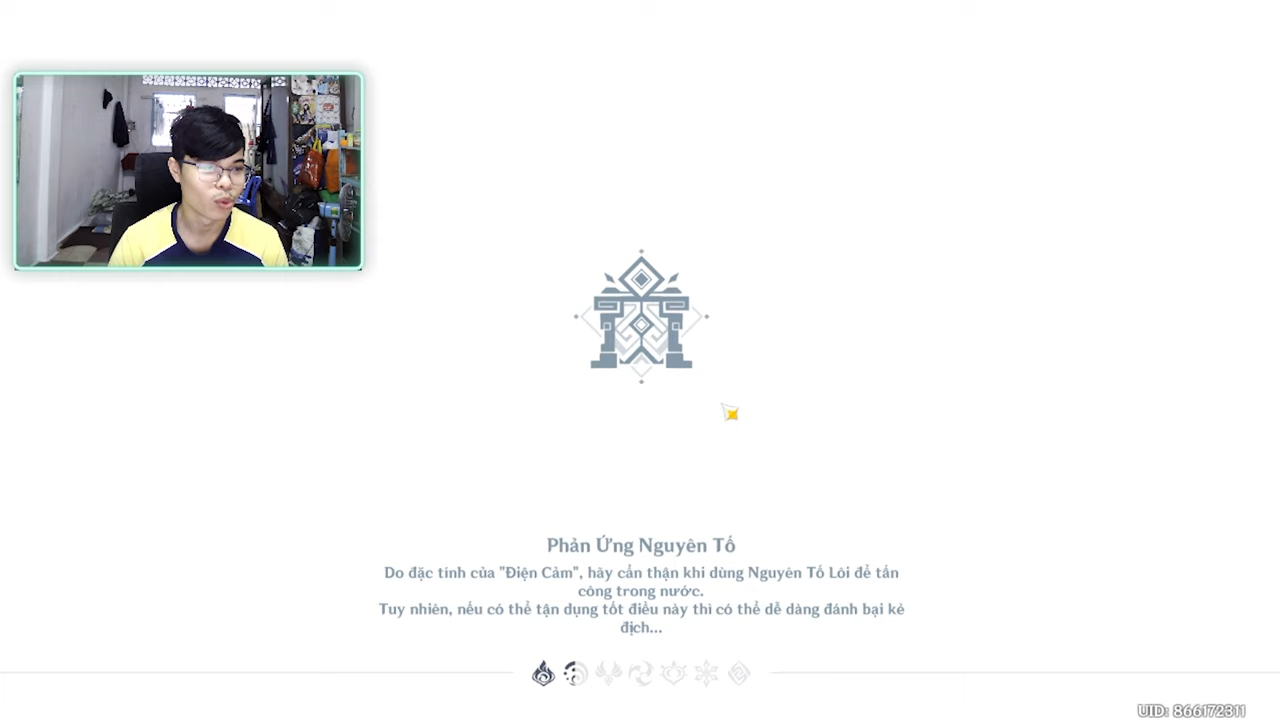 Phản Ứng Nguyên Tố
Do đặc tính của "Điện Cảm", hãy cẩn thận khi dùng Nguyên Tố Lôi để tấn
công trong nước.
Tuy nhiên, nếu có thể tận dụng tốt điều này thì có thể dễ dàng đánh bại kẻ
địch...
UID: 866172311